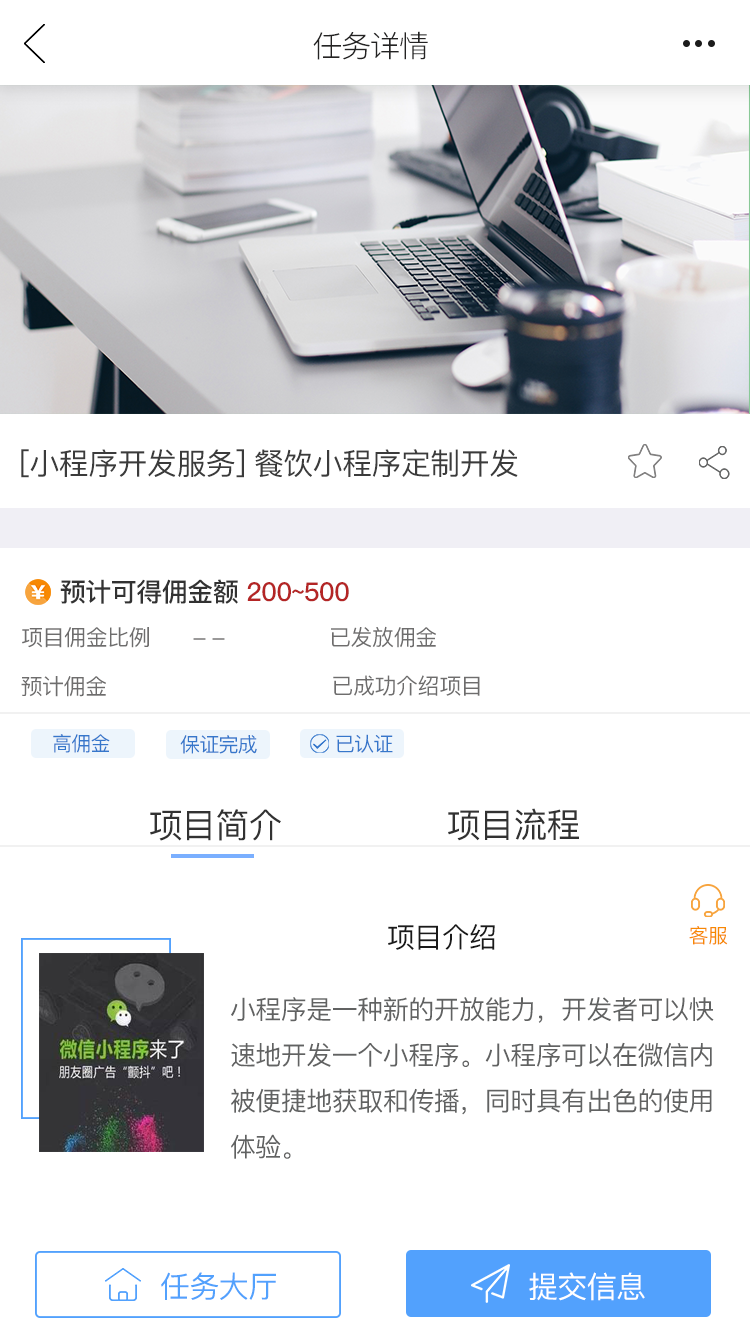 任务详情
[小程序开发服务] 餐饮小程序定制开发
¥ 预计可得佣金额 200~500
项目佣金比例 – – 已发放佣金
预计佣金 已成功介绍项目
高佣金 保证完成 已认证
项目简介 项目流程
客服
项目介绍
小程序是一种新的开放能力，开发者可以快
速地开发一个小程序。小程序可以在微信内
被便捷地获取和传播，同时具有出色的使用
体验。
微信小程序来了
朋友圈广告“颤抖”吧！
任务大厅 提交信息